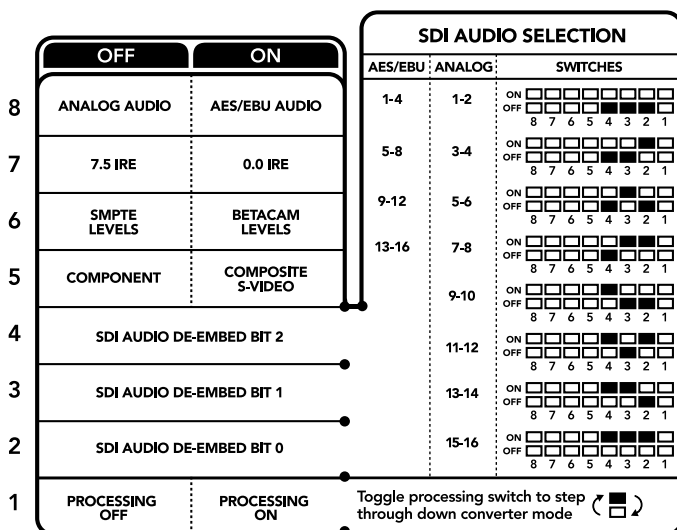 OFF ON
8 ANALOG AUDIO AES/EBU AUDIO
7 7.5 IRE 0.0 IRE
6 SMPTE LEVELS BETACAM LEVELS
5 COMPONENT COMPOSITE S-VIDEO
4 SDI AUDIO DE-EMBED BIT 2
3 SDI AUDIO DE-EMBED BIT 1
2 SDI AUDIO DE-EMBED BIT 0
1 PROCESSING OFF PROCESSING ON
SDI AUDIO SELECTION
AES/EBU ANALOG SWITCHES
1-4 1-2 ON
OFF
8 7 6 5 4 3 2 1
5-8 3-4 ON
OFF
8 7 6 5 4 3 2 1
9-12 5-6 ON
OFF
8 7 6 5 4 3 2 1
13-16 7-8 ON
OFF
8 7 6 5 4 3 2 1
9-10 ON
OFF
8 7 6 5 4 3 2 1
11-12 ON
OFF
8 7 6 5 4 3 2 1
13-14 ON
OFF
8 7 6 5 4 3 2 1
15-16 ON
OFF
8 7 6 5 4 3 2 1
Toggle processing switch to step
through down converter mode